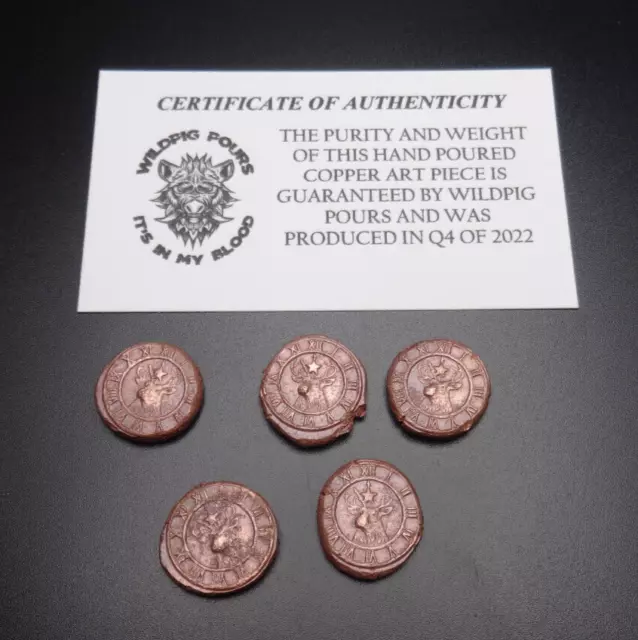 CERTIFICATE OF AUTHENTICITY
WILDPIG POURS
IT'S IN MY BLOOD
THE PURITY AND WEIGHT
OF THIS HAND POURED
COPPER ART PIECE IS
GUARANTEED BY WILDPIG
POURS AND WAS
PRODUCED IN Q4 OF 2022